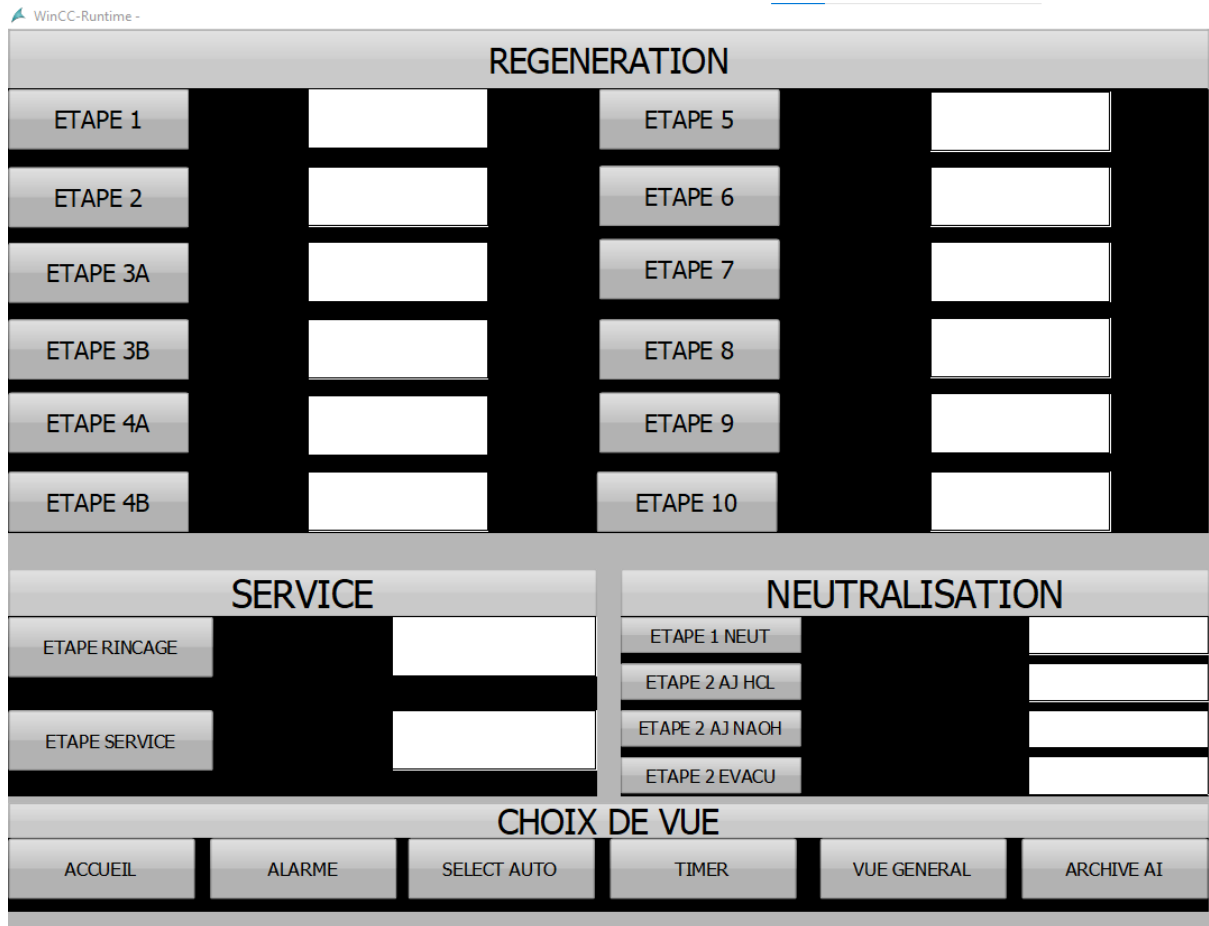 WinCC-Runtime -
REGENERATION
ETAPE 1
ETAPE 5
ETAPE 2
ETAPE 6
ETAPE 3A
ETAPE 7
ETAPE 3B
ETAPE 8
ETAPE 4A
ETAPE 9
ETAPE 4B
ETAPE 10
SERVICE
ETAPE RINCAGE
ETAPE SERVICE
NEUTRALISATION
ETAPE 1 NEUT
ETAPE 2 AJ HCL
ETAPE 2 AJ NAOH
ETAPE 2 EVACU
CHOIX DE VUE
ACCUEIL
ALARME
SELECT AUTO
TIMER
VUE GENERAL
ARCHIVE AI